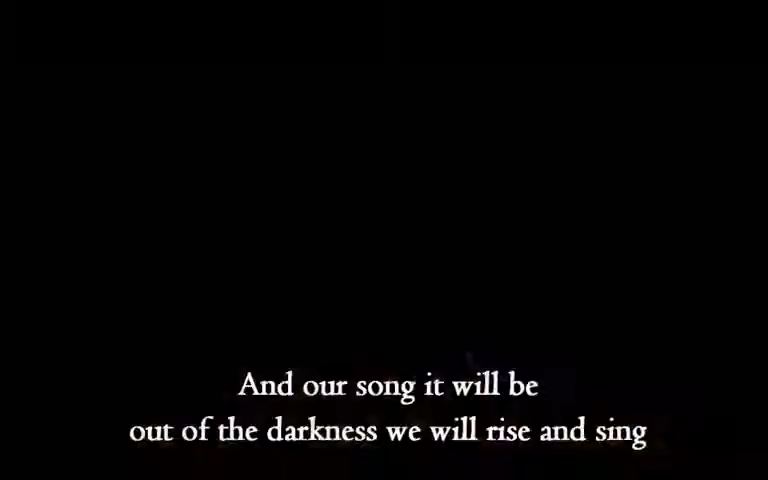 And our song it will be
out of the darkness we will rise and sing